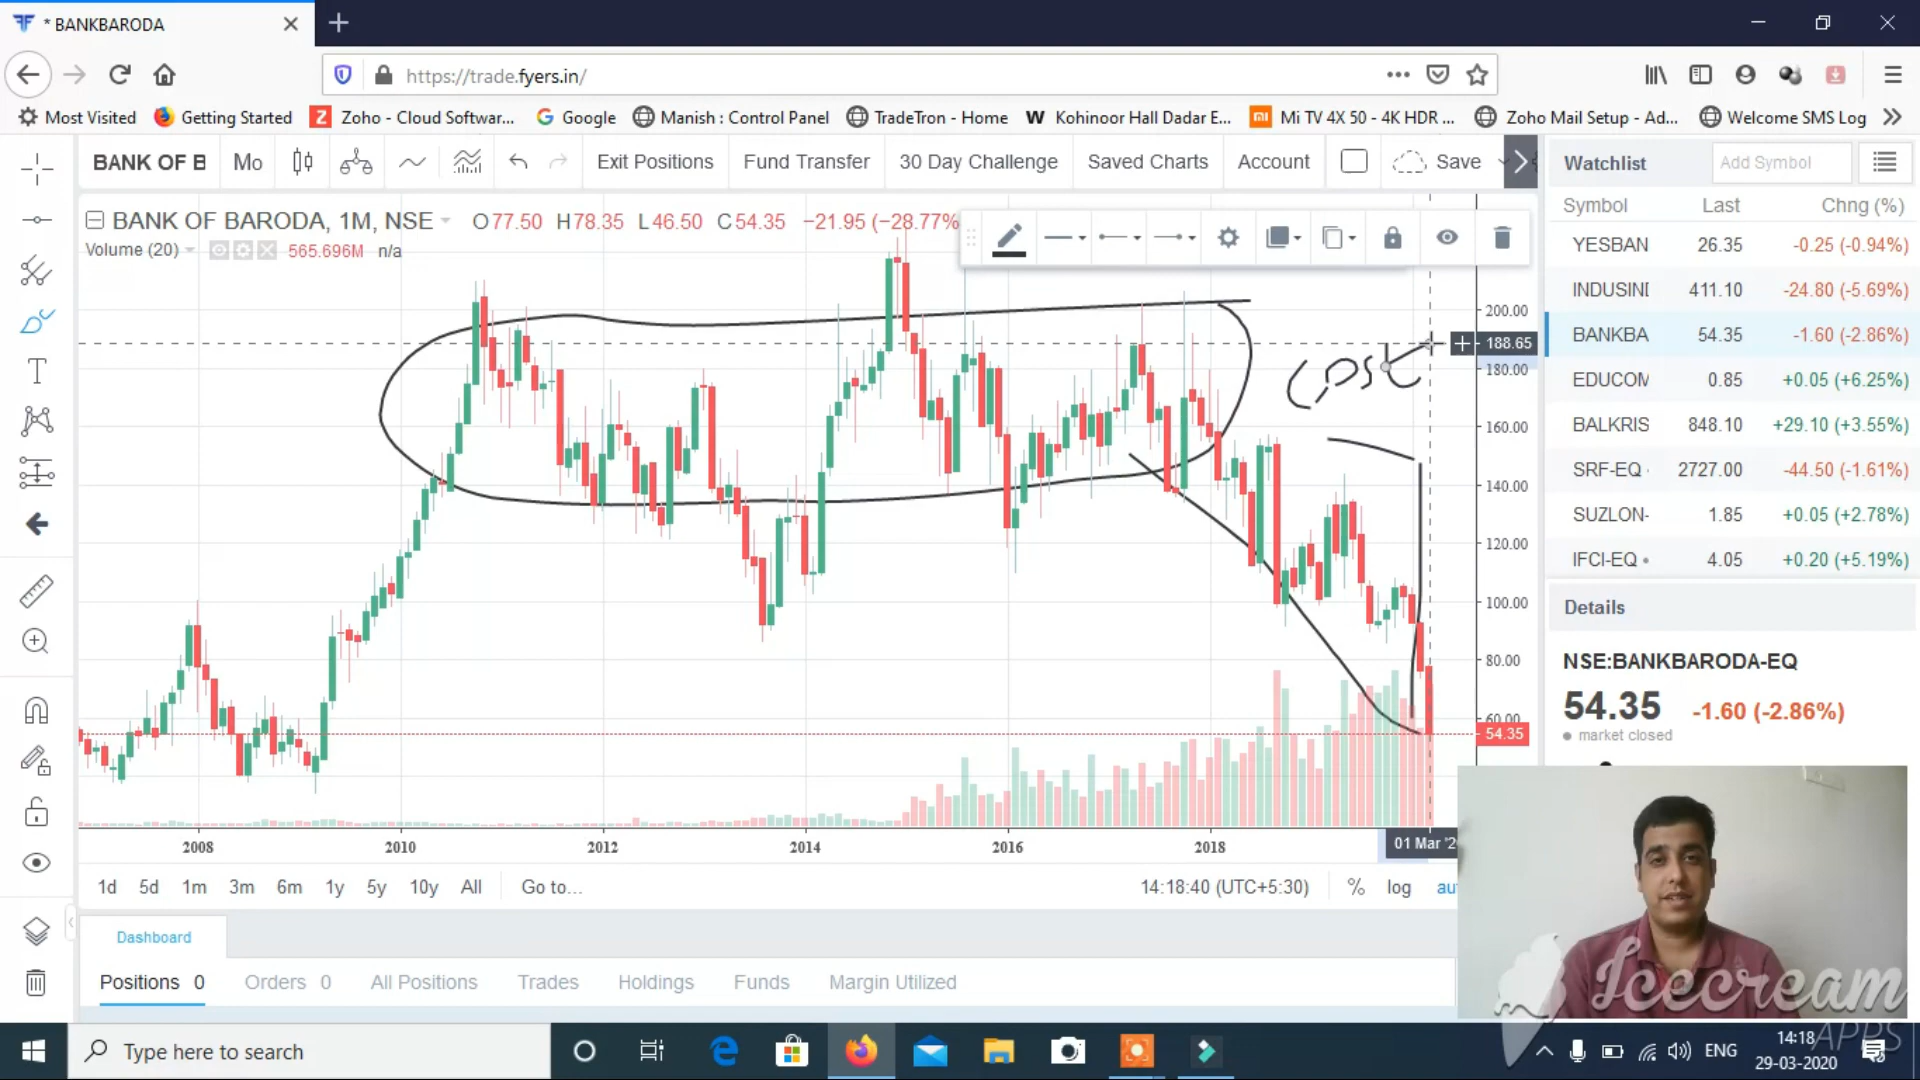 * BANKBARODA
https://trade.fyers.in/
Most Visited Getting Started Zoho - Cloud Softwar... Google Manish : Control Panel TradeTron - Home Kohinoor Hall Dadar E... Mi TV 4X 50 - 4K HDR ... Zoho Mail Setup - Ad... Welcome SMS Log
BANK OF B Mo Exit Positions Fund Transfer 30 Day Challenge Saved Charts Account Save
BANK OF BARODA, 1M, NSE O77.50 H78.35 L46.50 C54.35 −21.95 (−28.77%
Volume (20) 565.696M n/a
cost
200.00
188.65
180.00
160.00
140.00
120.00
100.00
80.00
60.00
54.35
2008 2010 2012 2014 2016 2018 01 Mar '2
1d 5d 1m 3m 6m 1y 5y 10y All Go to... 14:18:40 (UTC+5:30) % log au
Dashboard
Positions 0 Orders 0 All Positions Trades Holdings Funds Margin Utilized
Watchlist Add Symbol
Symbol Last Chng (%)
YESBAN 26.35 -0.25 (-0.94%)
INDUSINI 411.10 -24.80 (-5.69%)
BANKBA 54.35 -1.60 (-2.86%)
EDUCOM 0.85 +0.05 (+6.25%)
BALKRIS 848.10 +29.10 (+3.55%)
SRF-EQ 2727.00 -44.50 (-1.61%)
SUZLON- 1.85 +0.05 (+2.78%)
IFCI-EQ 4.05 +0.20 (+5.19%)
Details
NSE:BANKBARODA-EQ
54.35 -1.60 (-2.86%)
market closed
Icecream
APPS
Type here to search
ENG
14:18
29-03-2020